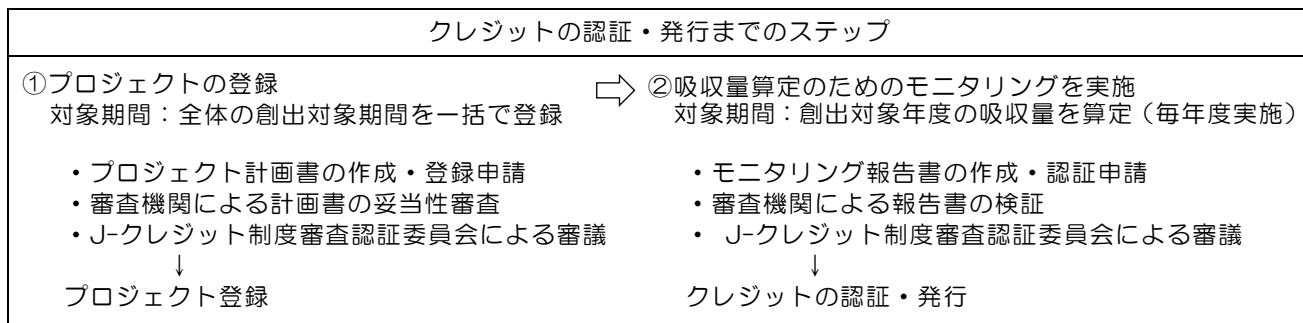 クレジットの認証・発行までのステップ
①プロジェクトの登録
対象期間：全体の創出対象期間を一括で登録
・プロジェクト計画書の作成・登録申請
・審査機関による計画書の妥当性審査
・J-クレジット制度審査認証委員会による審議
↓
プロジェクト登録
⇨
②吸収量算定のためのモニタリングを実施
対象期間：創出対象年度の吸収量を算定（毎年度実施）
・モニタリング報告書の作成・認証申請
・審査機関による報告書の検証
・ J-クレジット制度審査認証委員会による審議
↓
クレジットの認証・発行